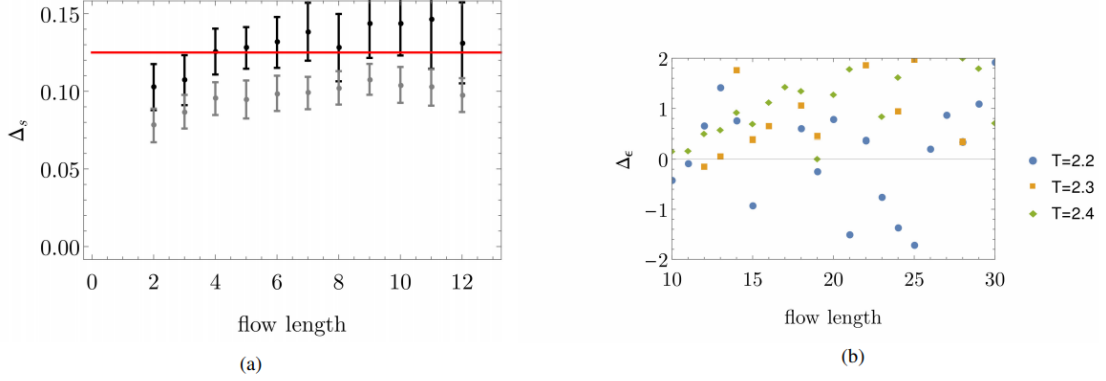 0.15
0.10
0.05
0.00
Δs
0 2 4 6 8 10 12
flow length
(a)
2
1
0
−1
−2
Δϵ
10 15 20 25 30
flow length
T=2.2
T=2.3
T=2.4
(b)